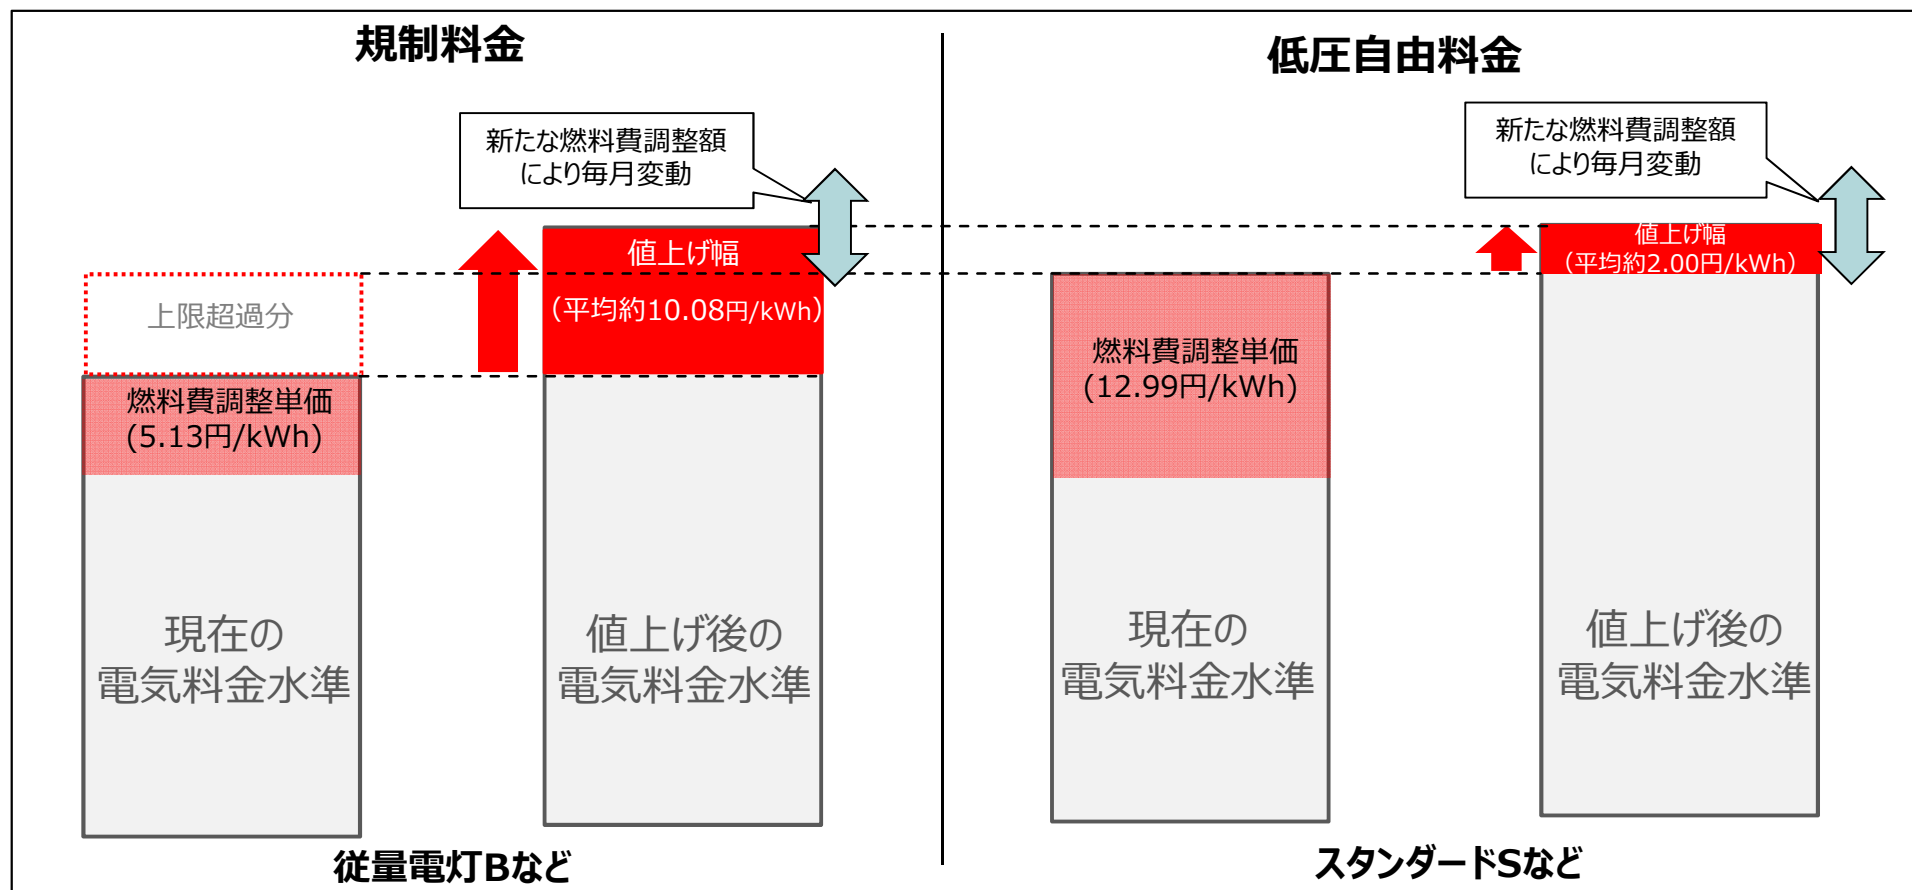 規制料金
新たな燃料費調整額
により毎月変動
値上げ幅
(平均約10.08円/kWh)
上限超過分
燃料費調整単価
(5.13円/kWh)
現在の
電気料金水準
値上げ後の
電気料金水準
従量電灯Bなど
低圧自由料金
新たな燃料費調整額
により毎月変動
値上げ幅
(平均約2.00円/kWh)
燃料費調整単価
(12.99円/kWh)
現在の
電気料金水準
値上げ後の
電気料金水準
スタンダードSなど